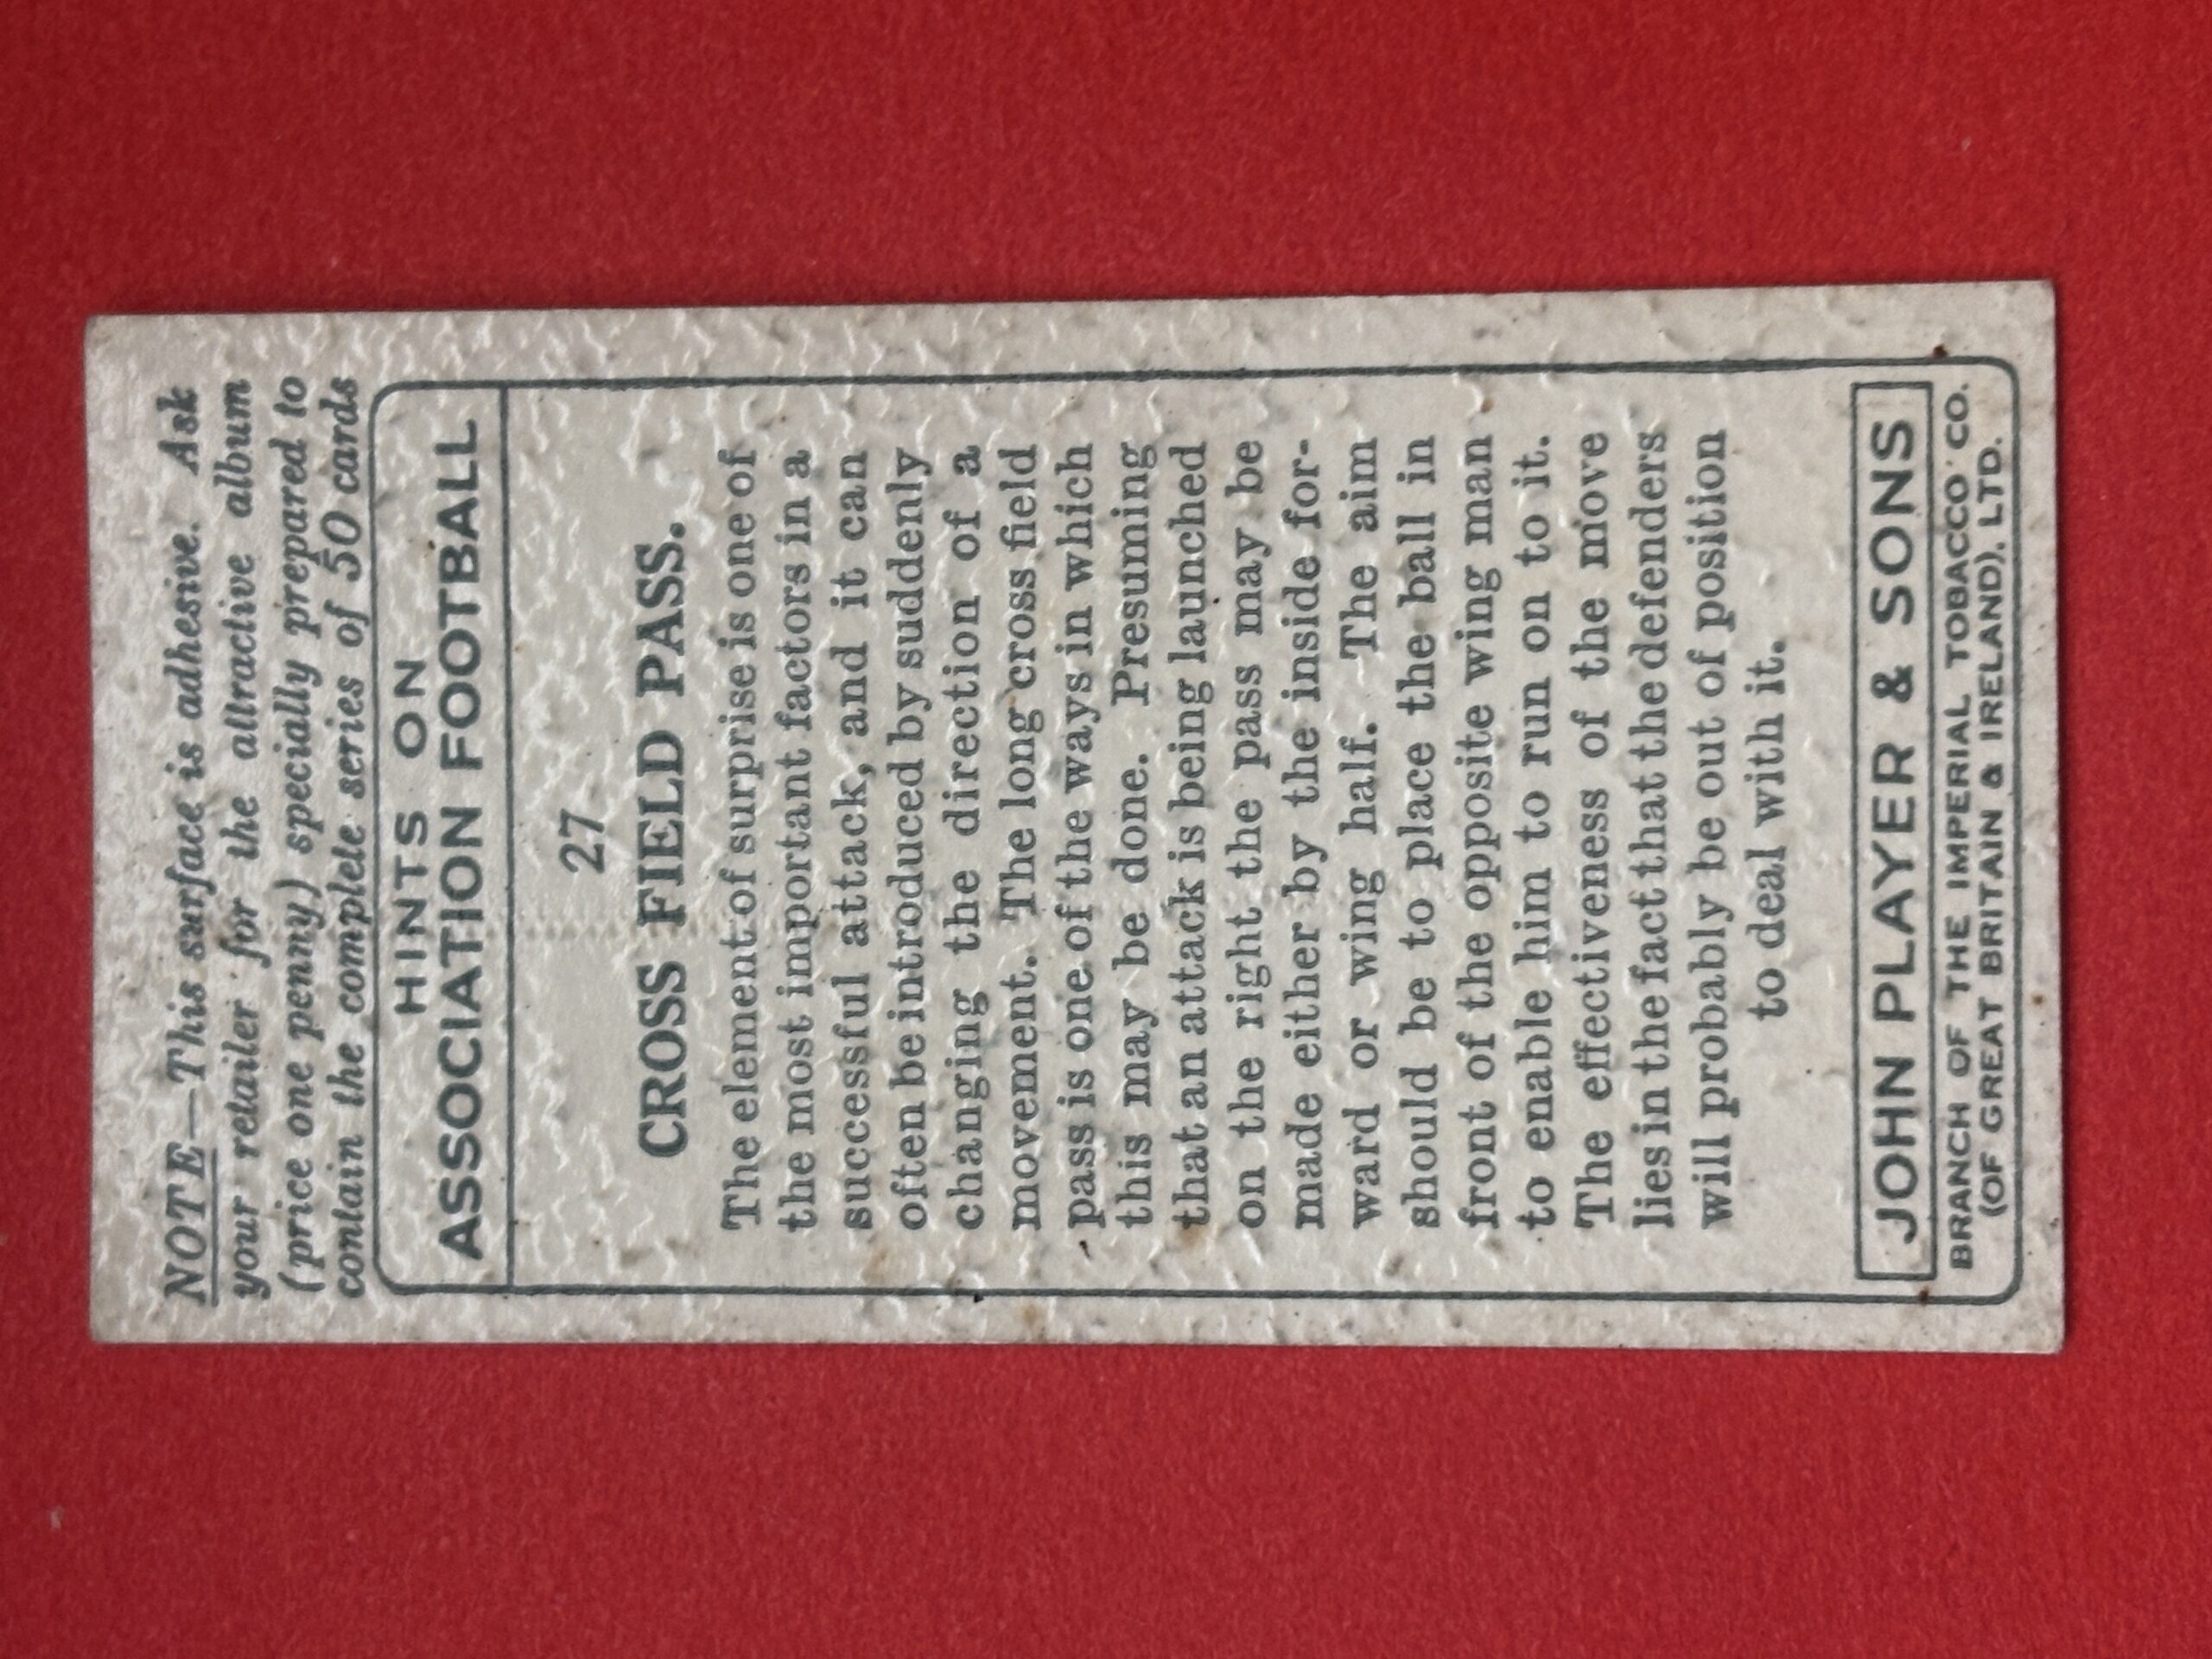 NOTE—This surface is adhesive. Ask
your retailer for the attractive album
(price one penny) specially prepared to
contain the complete series of 50 cards
HINTS ON
ASSOCIATION FOOTBALL
27
CROSS FIELD PASS.
The element of surprise is one of
the most important factors in a
successful attack, and it can
often be introduced by suddenly
changing the direction of a
movement. The long cross field
pass is one of the ways in which
this may be done. Presuming
that an attack is being launched
on the right the pass may be
made either by the inside for-
ward or wing half. The aim
should be to place the ball in
front of the opposite wing man
to enable him to run on to it.
The effectiveness of the move
lies in the fact that the defenders
will probably be out of position
to deal with it.
JOHN PLAYER & SONS
BRANCH OF THE IMPERIAL TOBACCO CO.
(OF GREAT BRITAIN & IRELAND), LTD.